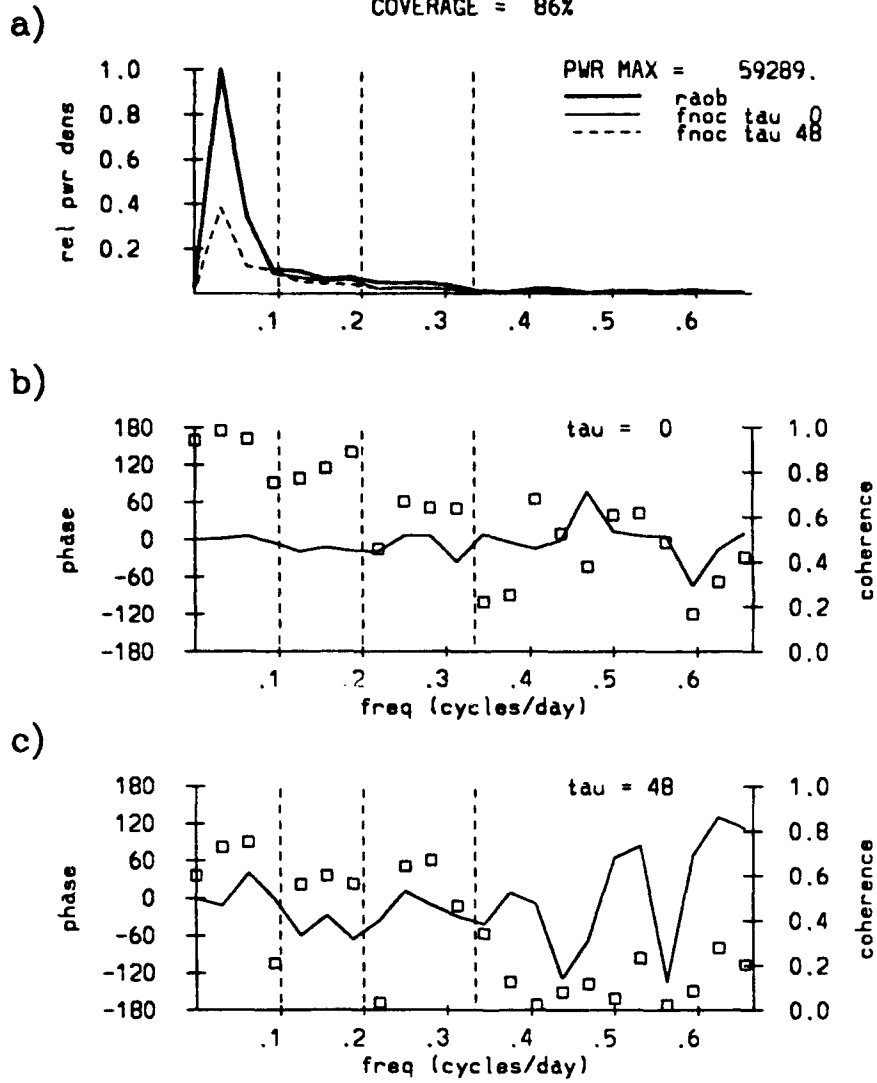 COVERAGE = 86%
a)
PWR MAX = 59289.
raob
fnoc tau 0
fnoc tau 48
rel pwr dens
1.0
0.8
0.6
0.4
0.2
.1 .2 .3 .4 .5 .6
b)
tau = 0
phase
180
120
60
0
-60
-120
-180
1.0
0.8
0.6
0.4
0.2
0.0
coherence
.1 .2 .3 .4 .5 .6
freq (cycles/day)
c)
tau = 48
phase
180
120
60
0
-60
-120
-180
1.0
0.8
0.6
0.4
0.2
0.0
coherence
.1 .2 .3 .4 .5 .6
freq (cycles/day)